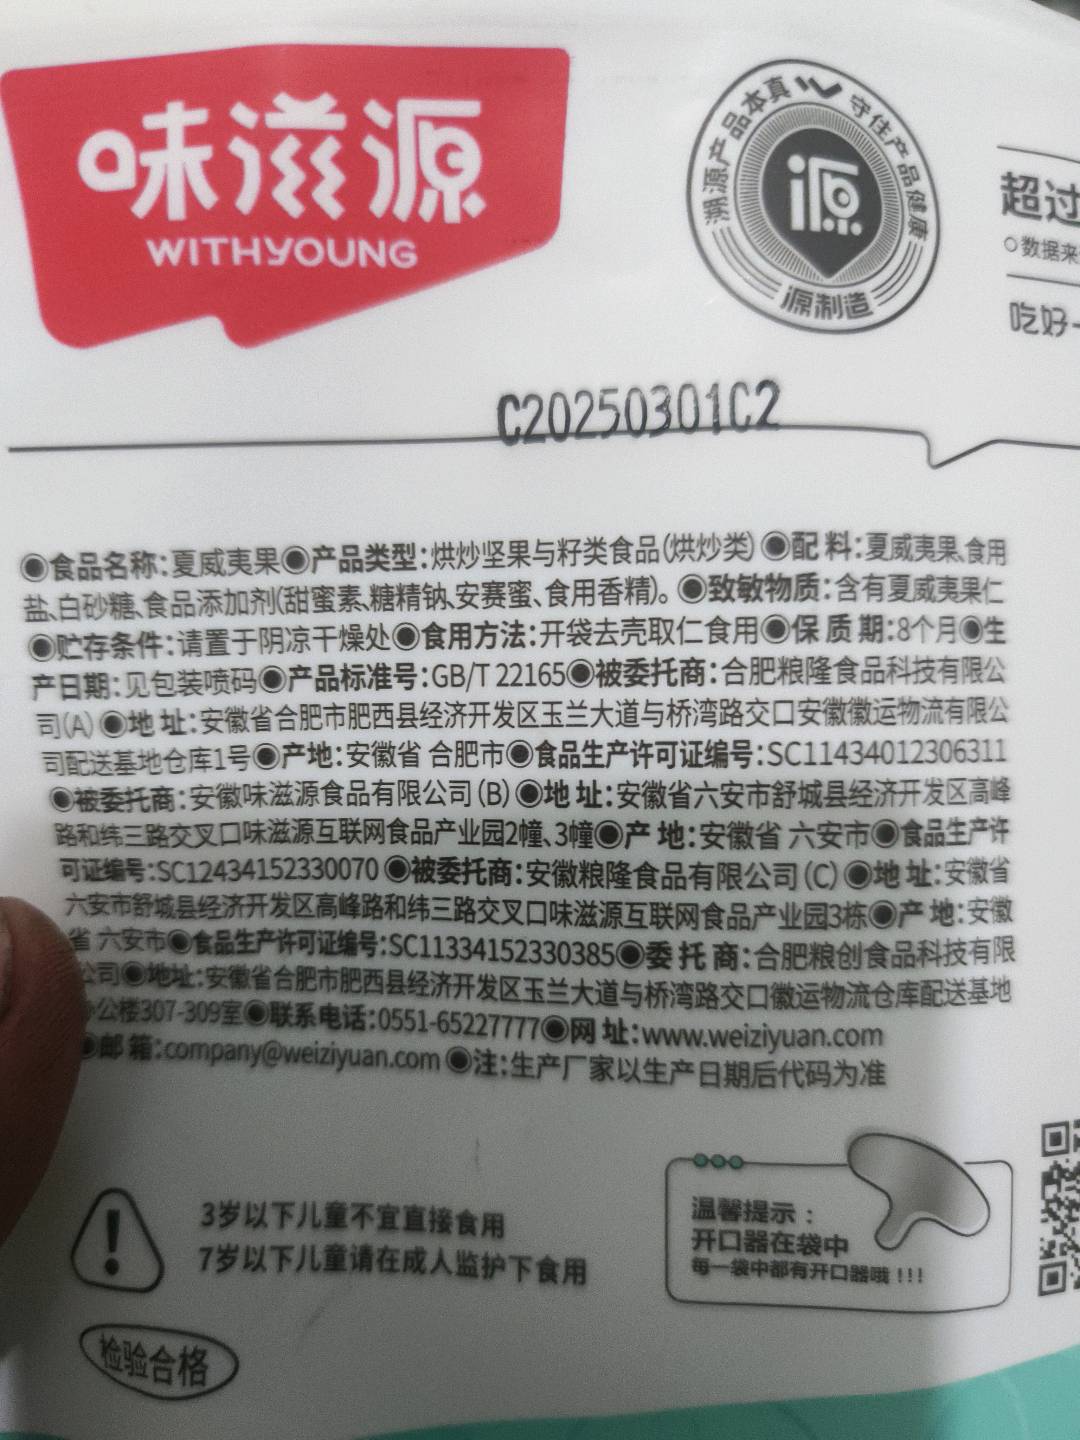 味滋源
WITHYOUNG
溯源产品本真 守住产品健康
源
源制造
超过
○数据来
吃好一
C20250301C2
◉食品名称:夏威夷果◉产品类型:烘炒坚果与籽类食品(烘炒类)◉配 料:夏威夷果、食用
盐、白砂糖、食品添加剂(甜蜜素、糖精钠、安赛蜜、食用香精)。◉致敏物质:含有夏威夷果仁
◉贮存条件:请置于阴凉干燥处◉食用方法:开袋去壳取仁食用◉保 质 期:8个月◉生
产日期:见包装喷码◉产品标准号:GB/T 22165◉被委托商:合肥粮隆食品科技有限公
司(A)◉地 址:安徽省合肥市肥西县经济开发区玉兰大道与桥湾路交口安徽徽运物流有限公
司配送基地仓库1号◉产地:安徽省 合肥市◉食品生产许可证编号:SC11434012306311
◉被委托商:安徽味滋源食品有限公司(B)◉地 址:安徽省六安市舒城县经济开发区高峰
路和纬三路交叉口味滋源互联网食品产业园2幢、3幢◉产 地:安徽省 六安市◉食品生产许
可证编号:SC12434152330070◉被委托商:安徽粮隆食品有限公司(C)◉地 址:安徽省
六安市舒城县经济开发区高峰路和纬三路交叉口味滋源互联网食品产业园3栋◉产 地:安徽
省 六安市◉食品生产许可证编号:SC11334152330385◉委 托 商:合肥粮创食品科技有限
公司◉地址:安徽省合肥市肥西县经济开发区玉兰大道与桥湾路交口徽运物流仓库配送基地
公楼307-309室◉联系电话:0551-65227777◉网 址:www.weiziyuan.com
◉邮 箱:company@weiziyuan.com◉注:生产厂家以生产日期后代码为准
3岁以下儿童不宜直接食用
7岁以下儿童请在成人监护下食用
温馨提示:
开口器在袋中
每一袋中都有开口器哦!!!
检验合格